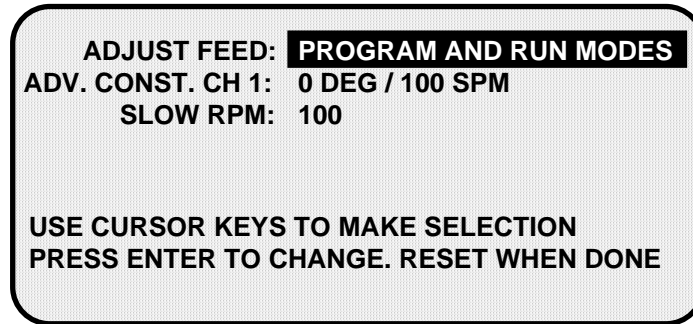 ADJUST FEED: PROGRAM AND RUN MODES
ADV. CONST. CH 1: 0 DEG / 100 SPM
SLOW RPM: 100
USE CURSOR KEYS TO MAKE SELECTION
PRESS ENTER TO CHANGE. RESET WHEN DONE